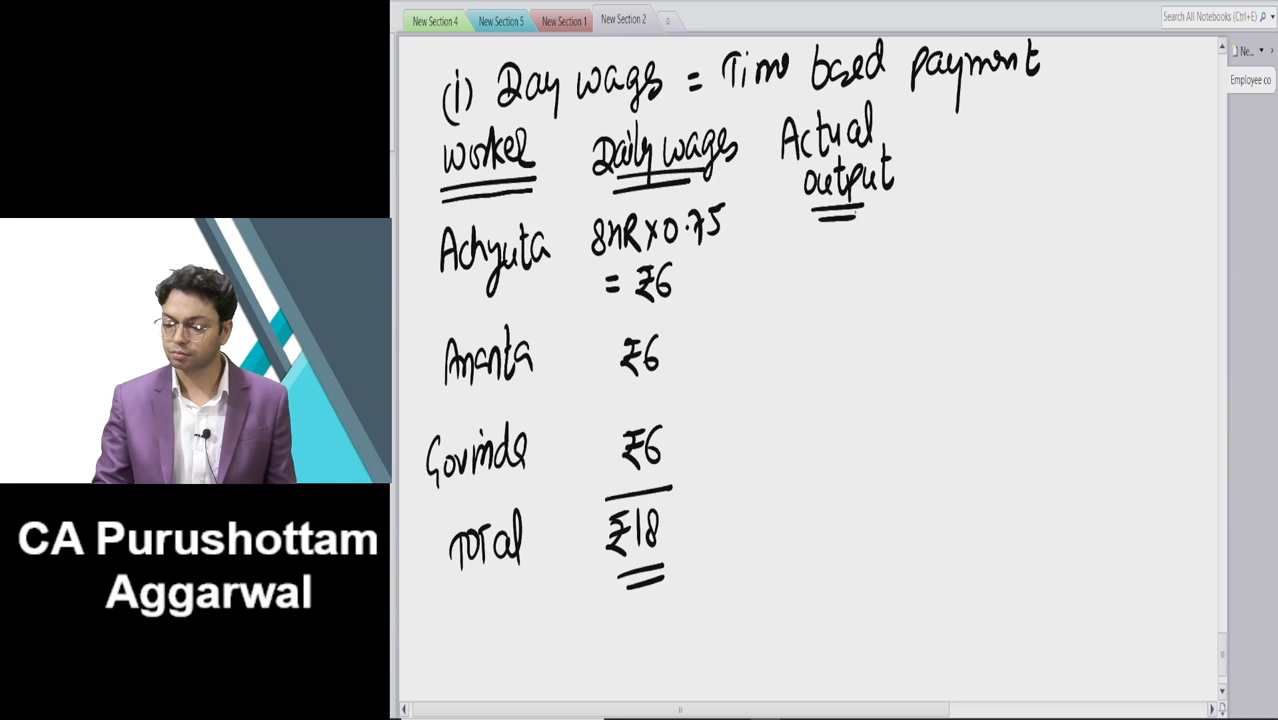 New Section 4 New Section 5 New Section 1 New Section 2
Search All Notebooks (Ctrl+E)
Ne...
Employee co
(i) Day wages = Time based payment
Worker Daily wages Actual output
Achyuta 8HR × 0.75
= ₹6
Ananta ₹6
Govinda ₹6
Total ₹18
CA Purushottam
Aggarwal